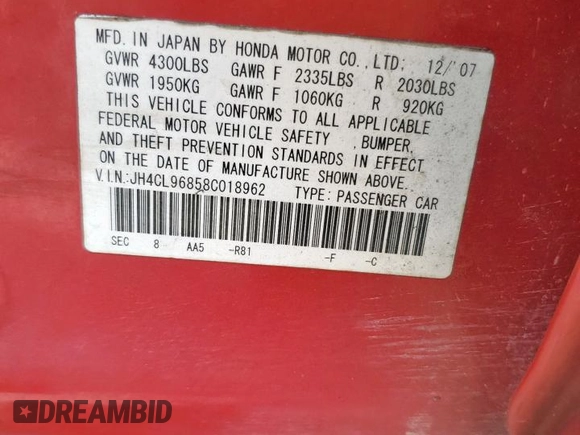 MFD. IN JAPAN BY HONDA MOTOR CO.,LTD: 12/'07
GVWR 4300LBS GAWR F 2335LBS R 2030LBS
GVWR 1950KG GAWR F 1060KG R 920KG
THIS VEHICLE CONFORMS TO ALL APPLICABLE
FEDERAL MOTOR VEHICLE SAFETY , BUMPER,
AND THEFT PREVENTION STANDARDS IN EFFECT
ON THE DATE OF MANUFACTURE SHOWN ABOVE.
V.I.N.:JH4CL96858C018962 TYPE: PASSENGER CAR
SEC 8 AA5 -R81 -F -C
DREAMBID